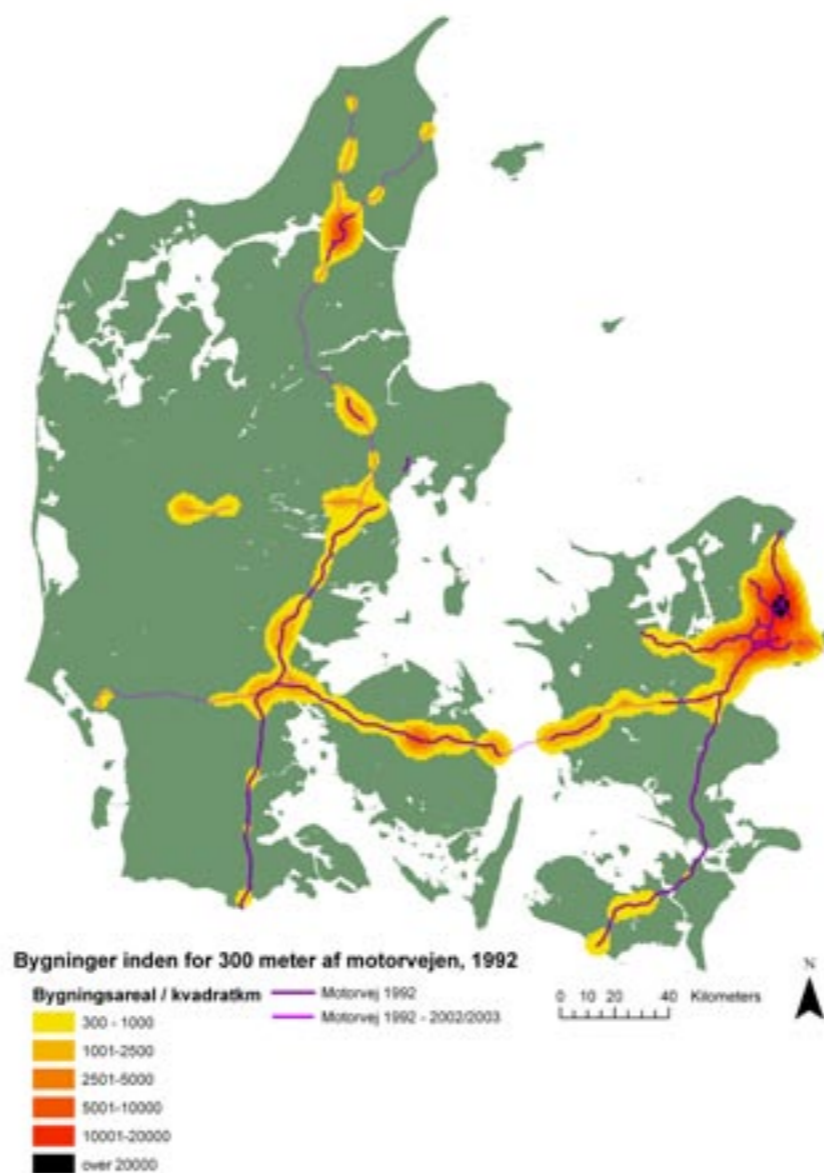 Bygninger inden for 300 meter af motorvejen, 1992
Bygningsareal / kvadratkm
300 - 1000
1001-2500
2501-5000
5001-10000
10001-20000
over 20000
Motorvej 1992
Motorvej 1992 - 2002/2003
0 10 20 40 Kilometers
N